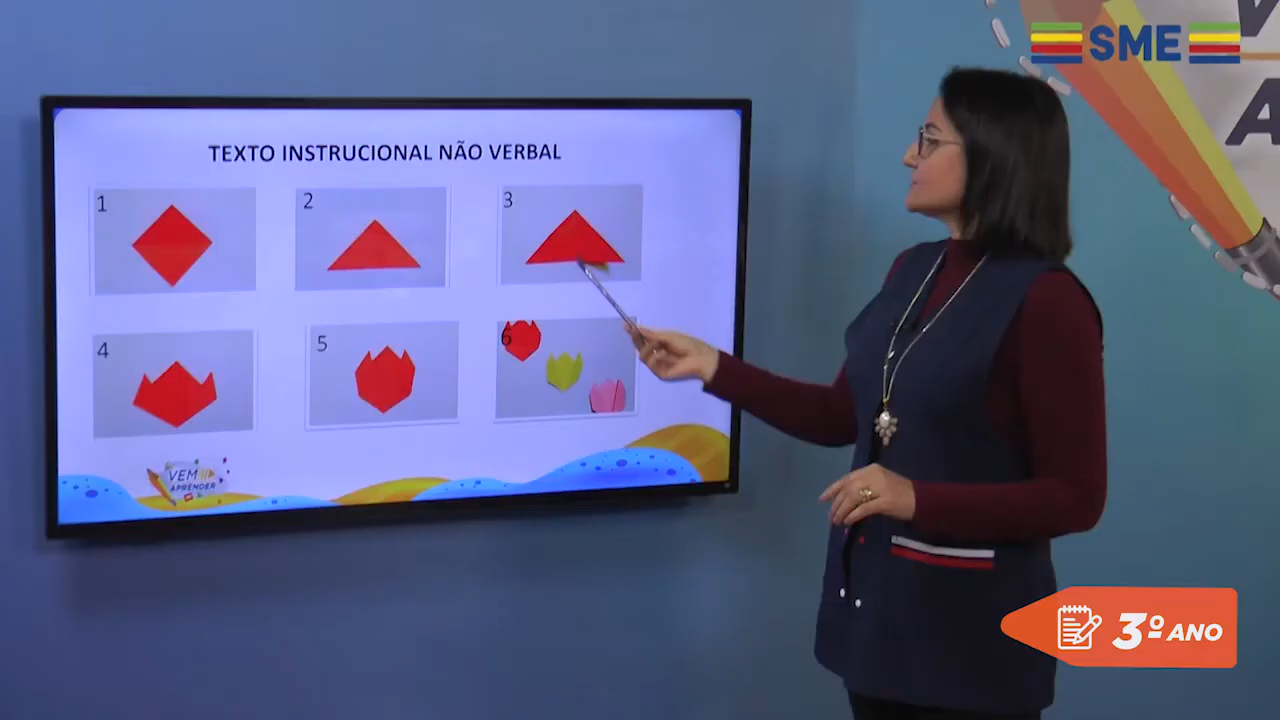 SME
V
A
TEXTO INSTRUCIONAL NÃO VERBAL
1
2
3
4
5
6
VEM
APRENDER
3º ANO